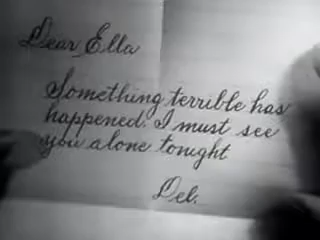 Dear Ella
Something terrible has
happened. I must see
you alone tonight
Del.